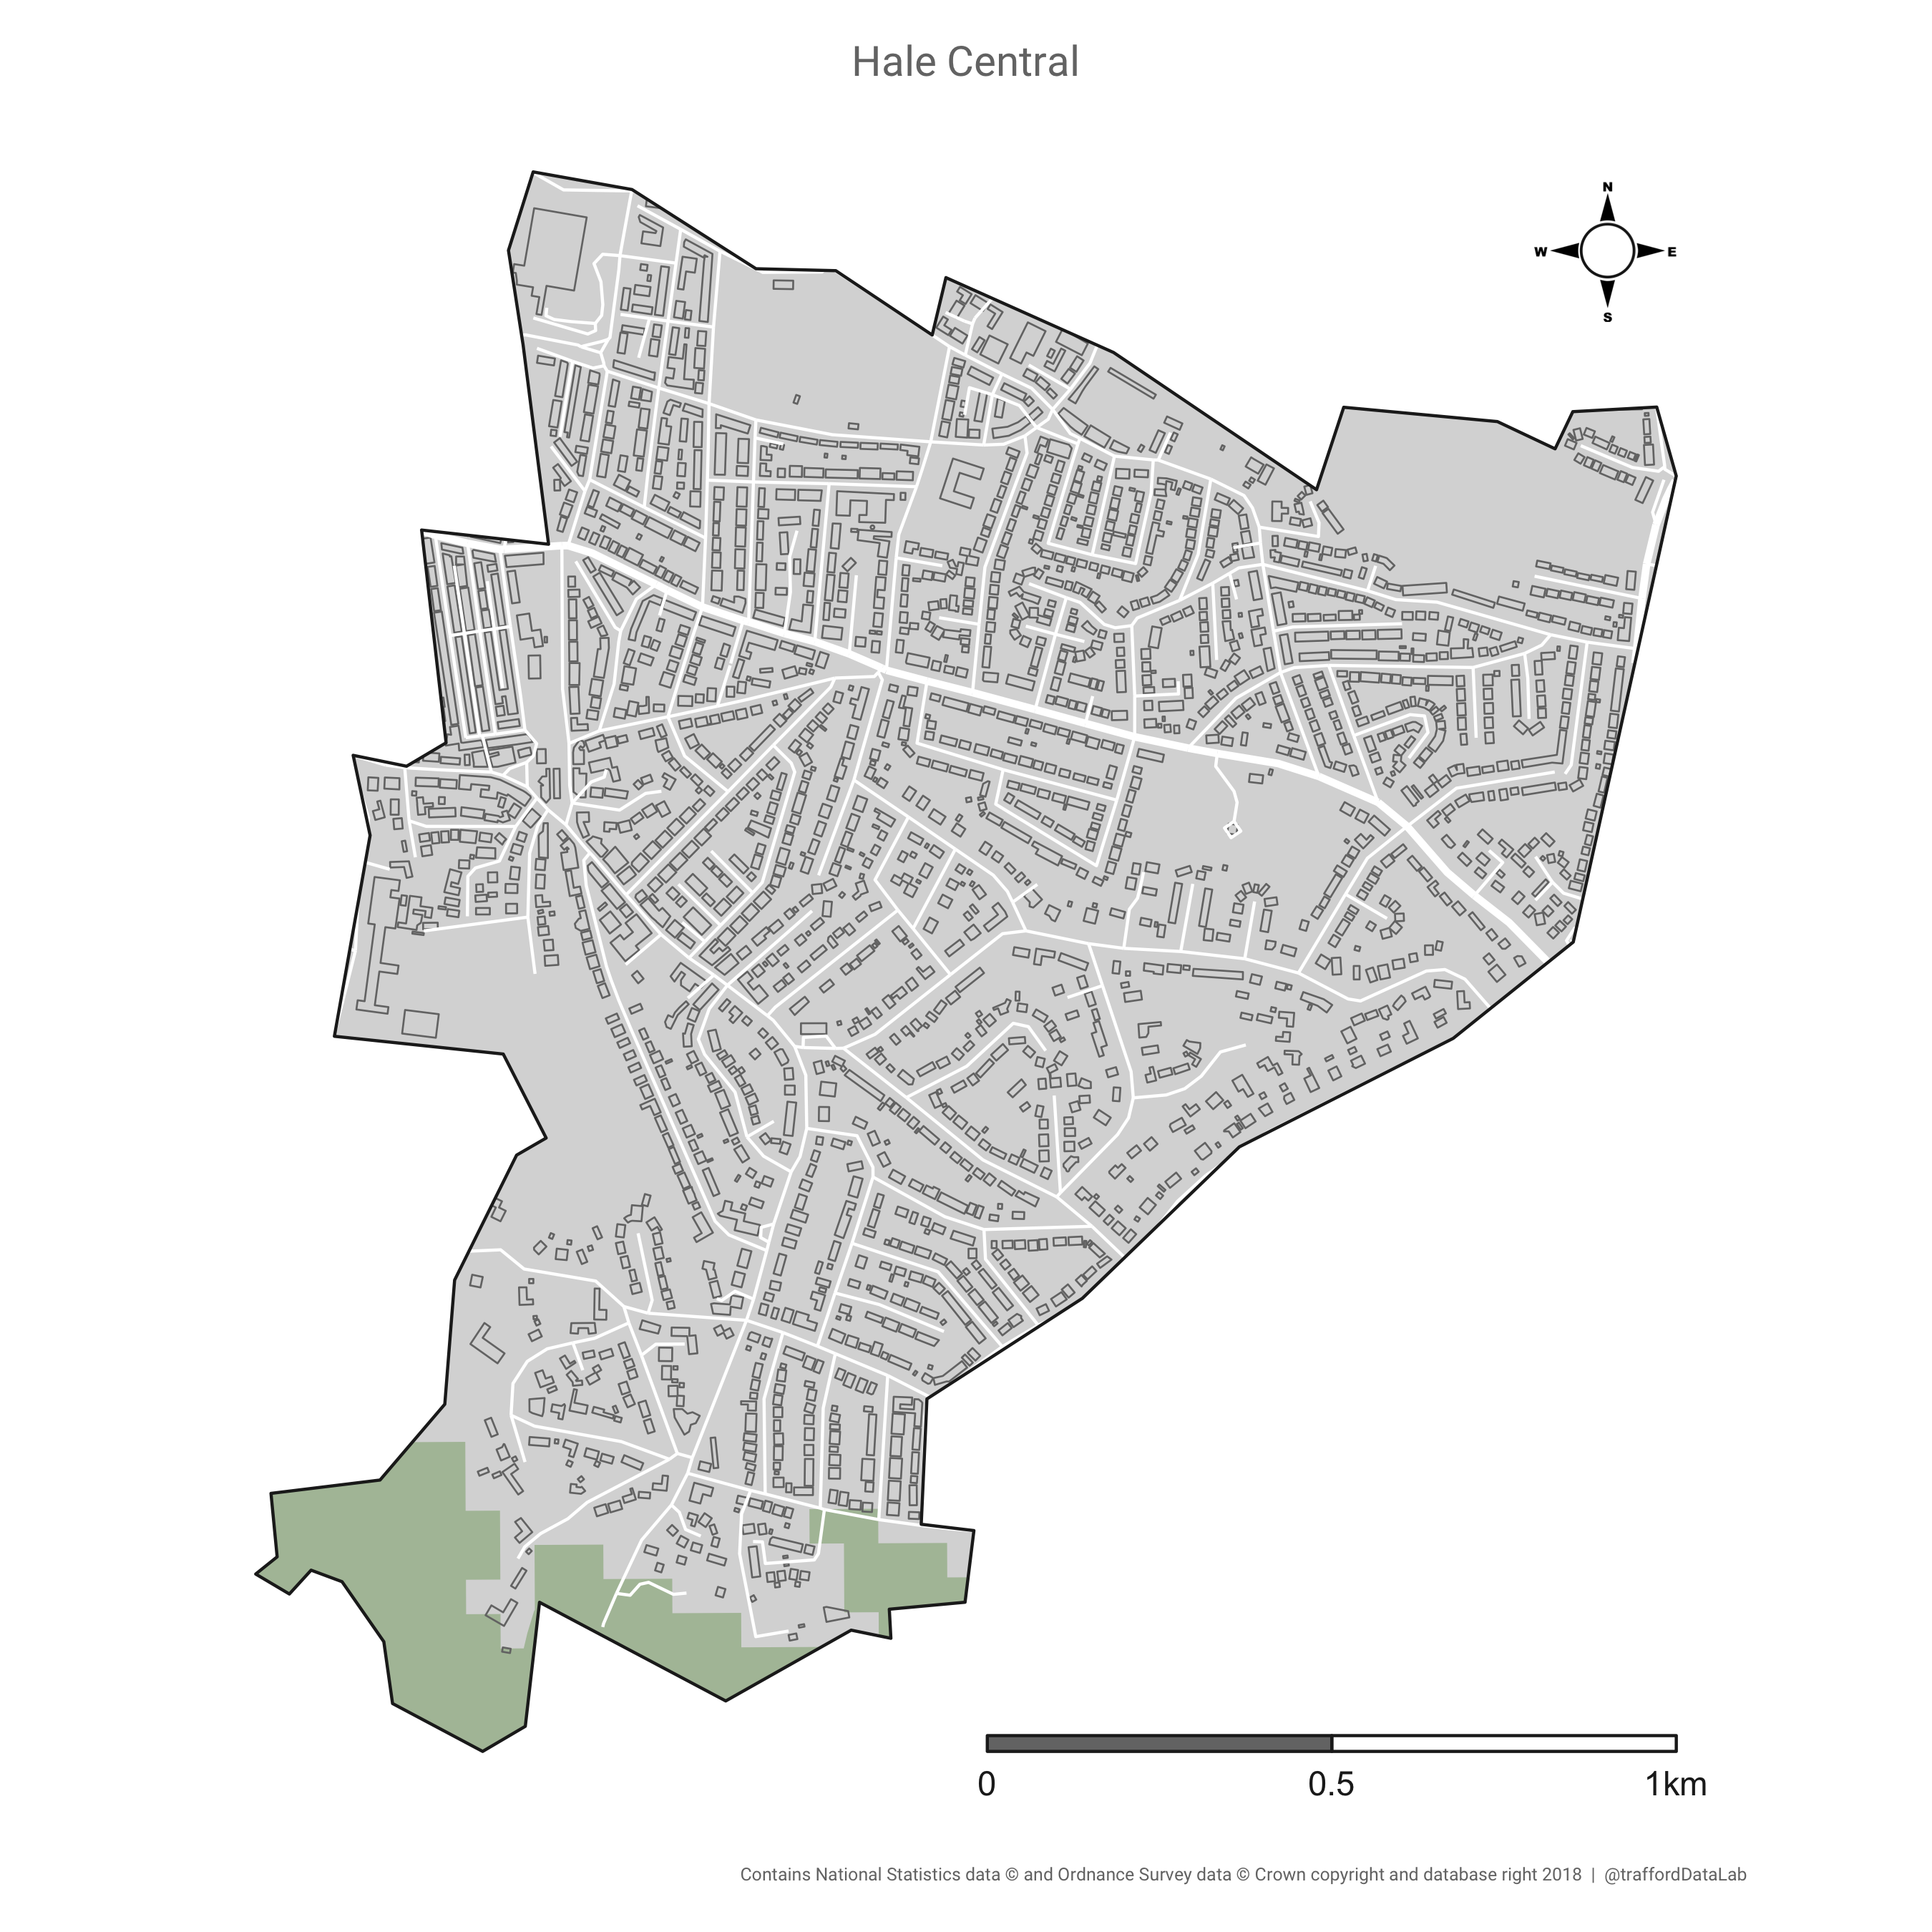 Hale Central
N
W E
S
0 0.5 1km
Contains National Statistics data © and Ordnance Survey data © Crown copyright and database right 2018 | @traffordDataLab